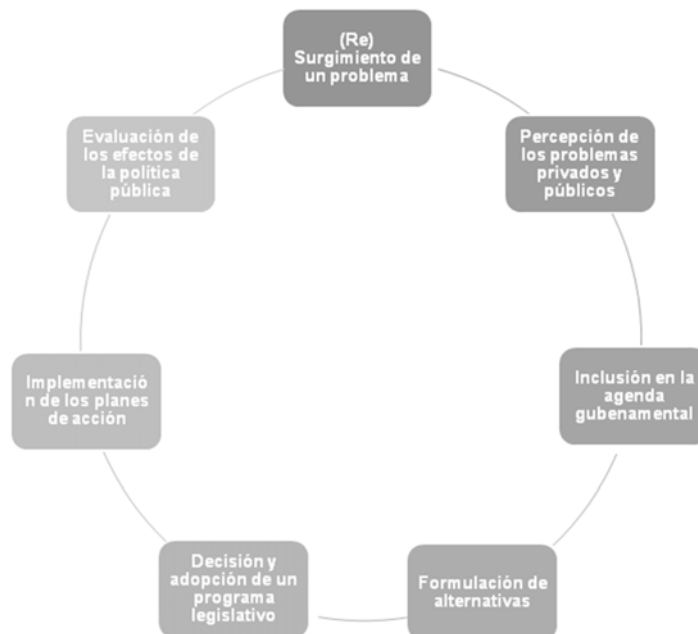 (Re)
Surgimiento de
un problema
Percepción de
los problemas
privados y
públicos
Inclusión en la
agenda
gubenamental
Formulación de
alternativas
Decisión y
adopción de un
programa
legislativo
Implementació
n de los planes
de acción
Evaluación de
los efectos de
la política
pública